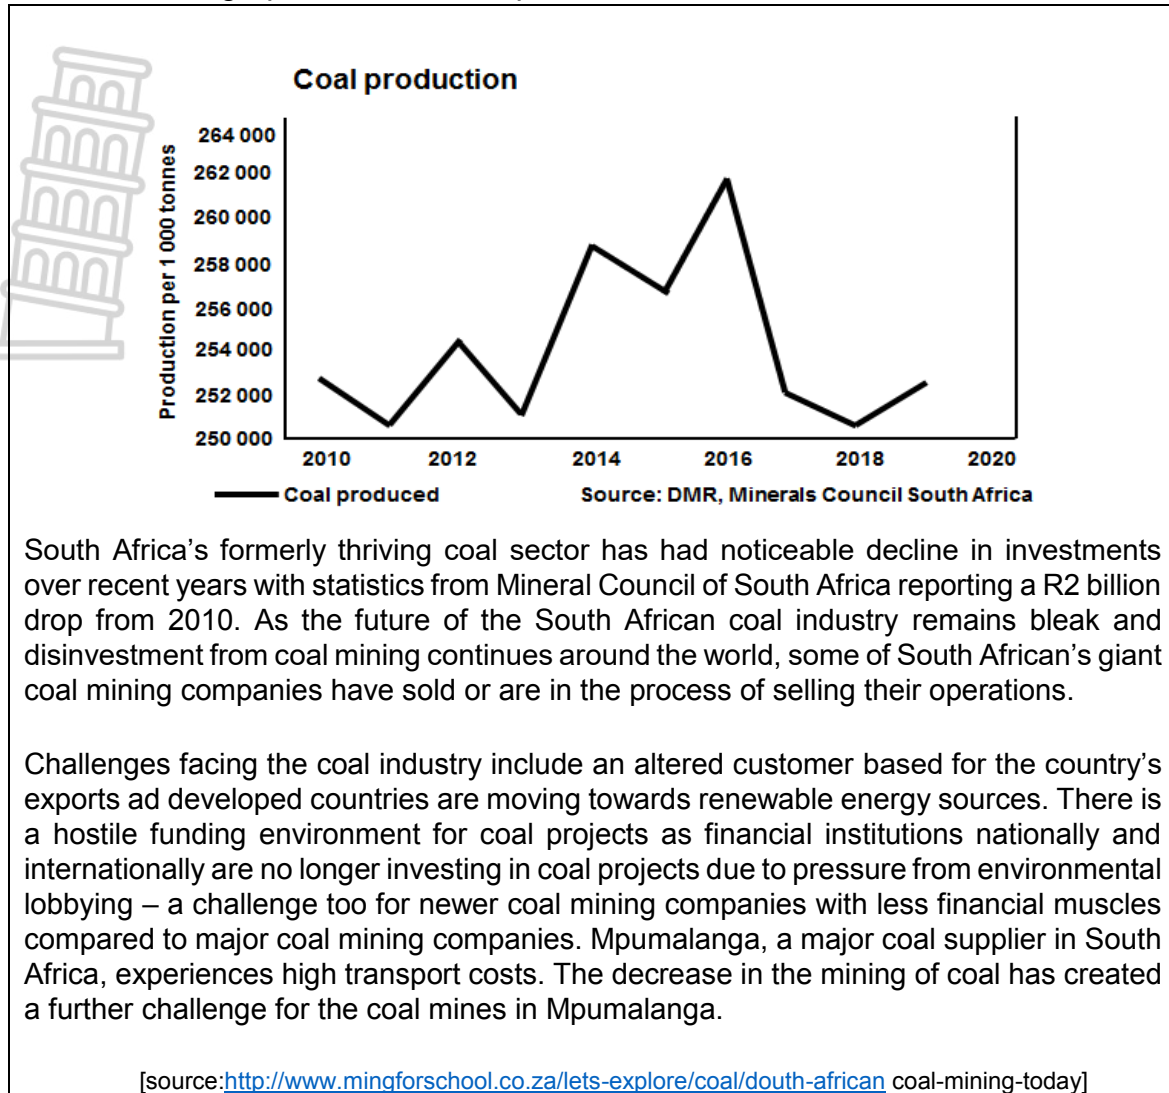 Coal production
Production per 1 000 tonnes
264 000
262 000
260 000
258 000
256 000
254 000
252 000
250 000
2010 2012 2014 2016 2018 2020
Coal produced Source: DMR, Minerals Council South Africa
South Africa’s formerly thriving coal sector has had noticeable decline in investments
over recent years with statistics from Mineral Council of South Africa reporting a R2 billion
drop from 2010. As the future of the South African coal industry remains bleak and
disinvestment from coal mining continues around the world, some of South African’s giant
coal mining companies have sold or are in the process of selling their operations.
Challenges facing the coal industry include an altered customer based for the country’s
exports ad developed countries are moving towards renewable energy sources. There is
a hostile funding environment for coal projects as financial institutions nationally and
internationally are no longer investing in coal projects due to pressure from environmental
lobbying – a challenge too for newer coal mining companies with less financial muscles
compared to major coal mining companies. Mpumalanga, a major coal supplier in South
Africa, experiences high transport costs. The decrease in the mining of coal has created
a further challenge for the coal mines in Mpumalanga.
[source:http://www.mingforschool.co.za/lets-explore/coal/douth-african coal-mining-today]